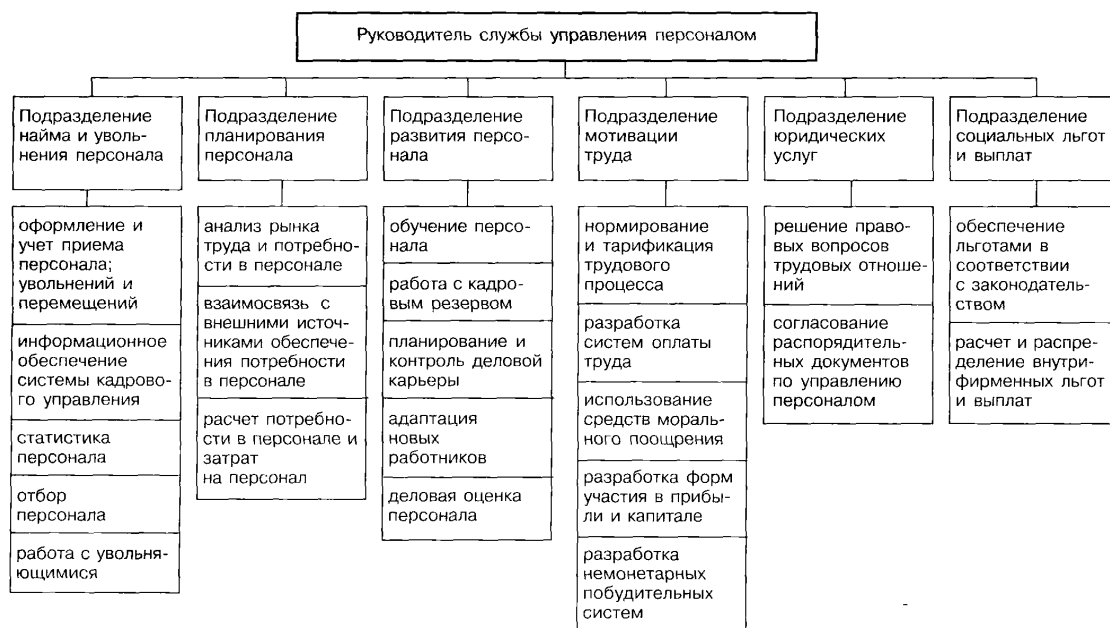 Руководитель службы управления персоналом
Подразделение
найма и уволь-
нения персонала
оформление и
учет приема
персонала;
увольнений и
перемещений
информационное
обеспечение
системы кадрово-
го управления
статистика
персонала
отбор
персонала
работа с увольня-
ющимися
Подразделение
планирования
персонала
анализ рынка
труда и потребно-
сти в персонале
взаимосвязь с
внешними источ-
никами обеспече-
ния потребности
в персонале
расчет потребно-
сти в персонале и
затрат
на персонал
Подразделение
развития персо-
нала
обучение персо-
нала
работа с кадро-
вым резервом
планирование и
контроль деловой
карьеры
адаптация
новых
работников
деловая оценка
персонала
Подразделение
мотивации
труда
нормирование
и тарификация
трудового
процесса
разработка
систем оплаты
труда
использование
средств мораль-
ного поощрения
разработка форм
участия в прибы-
ли и капитале
разработка
немонетарных
побудительных
систем
Подразделение
юридических
услуг
решение право-
вых вопросов
трудовых отноше-
ний
согласование
распорядитель-
ных документов
по управлению
персоналом
Подразделение
социальных льгот
и выплат
обеспечение
льготами в
соответствии
с законодатель-
ством
расчет и распре-
деление внутри-
фирменных льгот
и выплат